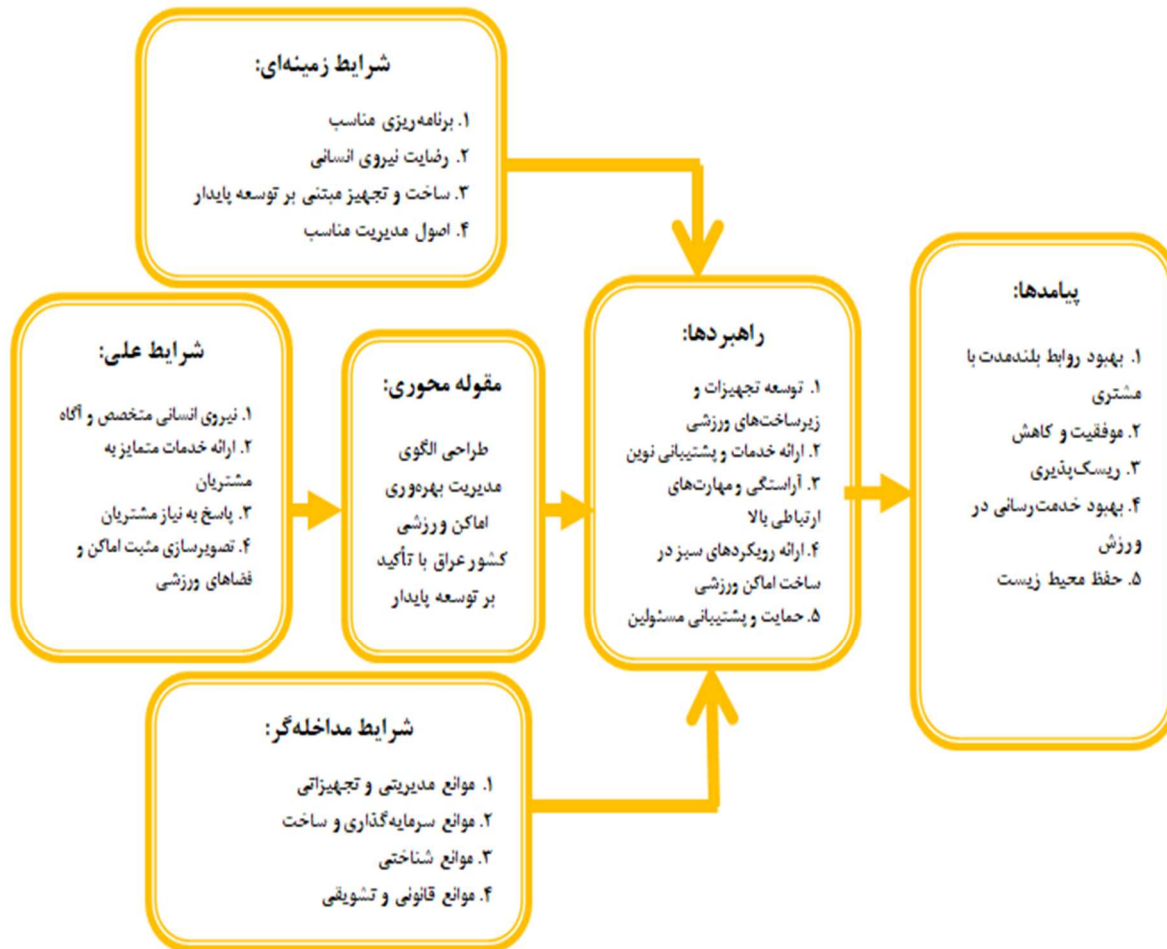 شرایط زمینه‌ای:
۱. برنامه‌ریزی مناسب
۲. رضایت نیروی انسانی
۳. ساخت و تجهیز مبتنی بر توسعه پایدار
۴. اصول مدیریت مناسب
شرایط علی:
۱. نیروی انسانی متخصص و آگاه
۲. ارائه خدمات متمایز به
مشتریان
۳. پاسخ به نیاز مشتریان
۴. تصویرسازی مثبت اماکن و
فضاهای ورزشی
مقوله محوری:
طراحی الگوی
مدیریت بهره‌وری
اماکن ورزشی
کشور عراق با تأکید
بر توسعه پایدار
راهبردها:
۱. توسعه تجهیزات و
زیرساخت‌های ورزشی
۲. ارائه خدمات و پشتیبانی نوین
۳. آراستگی و مهارت‌های
ارتباطی بالا
۴. ارائه رویکردهای سبز در
ساخت اماکن ورزشی
۵. حمایت و پشتیبانی مسئولین
پیامدها:
۱. بهبود روابط بلندمدت با
مشتری
۲. موفقیت و کاهش
۳. ریسک‌پذیری
۴. بهبود خدمت‌رسانی در
ورزش
۵. حفظ محیط زیست
شرایط مداخله‌گر:
۱. موانع مدیریتی و تجهیزاتی
۲. موانع سرمایه‌گذاری و ساخت
۳. موانع شناختی
۴. موانع قانونی و تشویقی